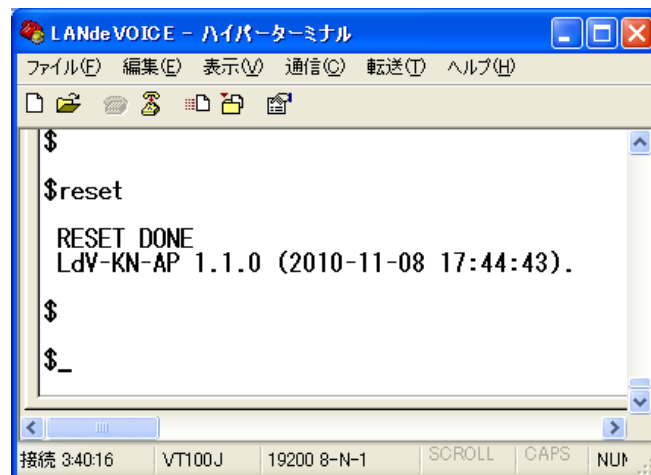 LANdeVOICE - ハイパーターミナル
ファイル(F) 編集(E) 表示(V) 通信(C) 転送(T) ヘルプ(H)
$
$reset
RESET DONE
LdV-KN-AP 1.1.0 (2010-11-08 17:44:43).
$
$_
接続 3:40:16 VT100J 19200 8-N-1 SCROLL CAPS NUM